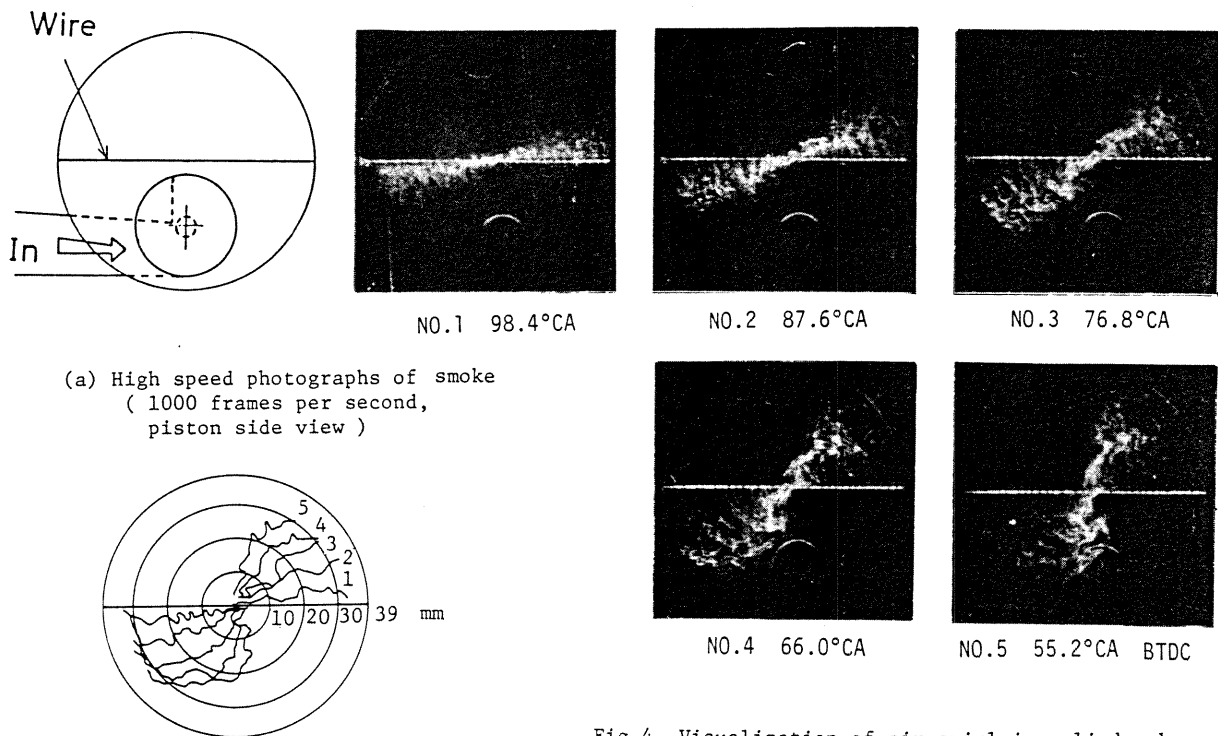 Wire
In
NO.1 98.4°CA
NO.2 87.6°CA
NO.3 76.8°CA
(a) High speed photographs of smoke
( 1000 frames per second,
piston side view )
5
4
3
2
1
10 20 30 39 mm
NO.4 66.0°CA
NO.5 55.2°CA BTDC